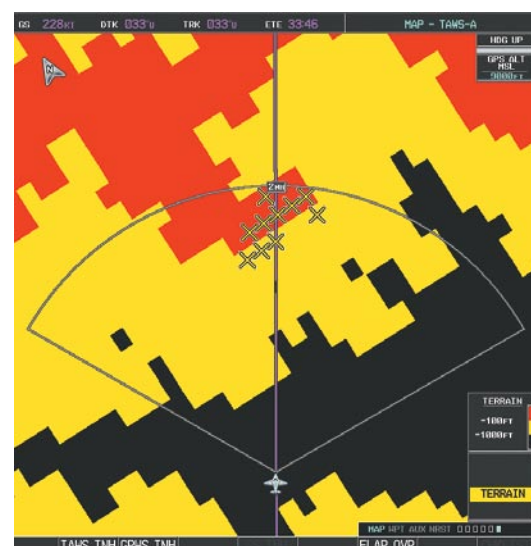 GS 228KT DTK 033°U TRK 033°U ETE 33:46 MAP - TAWS-A
HDG UP
GPS ALT
MSL
9000FT
N
2NM
TERRAIN
-100FT
-1000FT
TERRAIN
MAP WPT AUX NRST
TAWS INH GPWS INH FLAP OVR